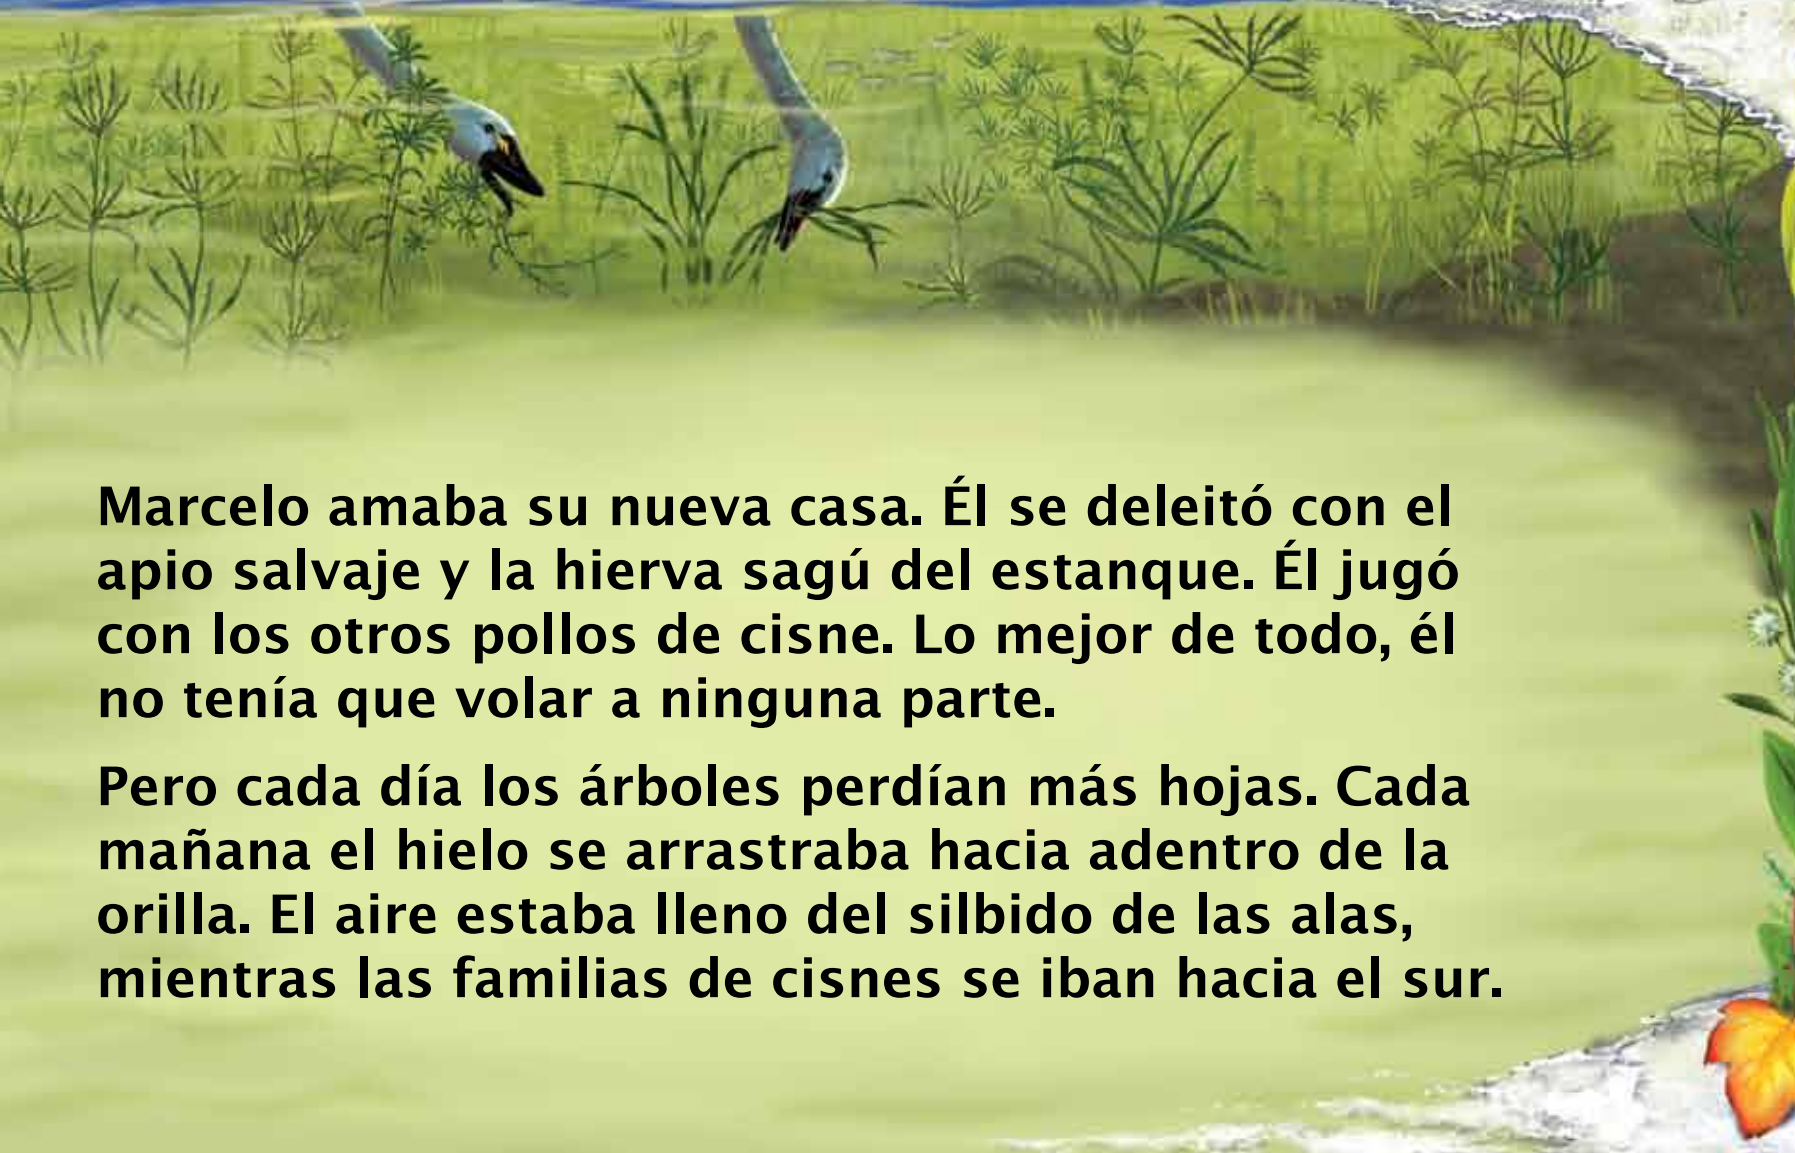 Marcelo amaba su nueva casa. Él se deleitó con el
apio salvaje y la hierva sagú del estanque. Él jugó
con los otros pollos de cisne. Lo mejor de todo, él
no tenía que volar a ninguna parte.
Pero cada día los árboles perdían más hojas. Cada
mañana el hielo se arrastraba hacia adentro de la
orilla. El aire estaba lleno del silbido de las alas,
mientras las familias de cisnes se iban hacia el sur.